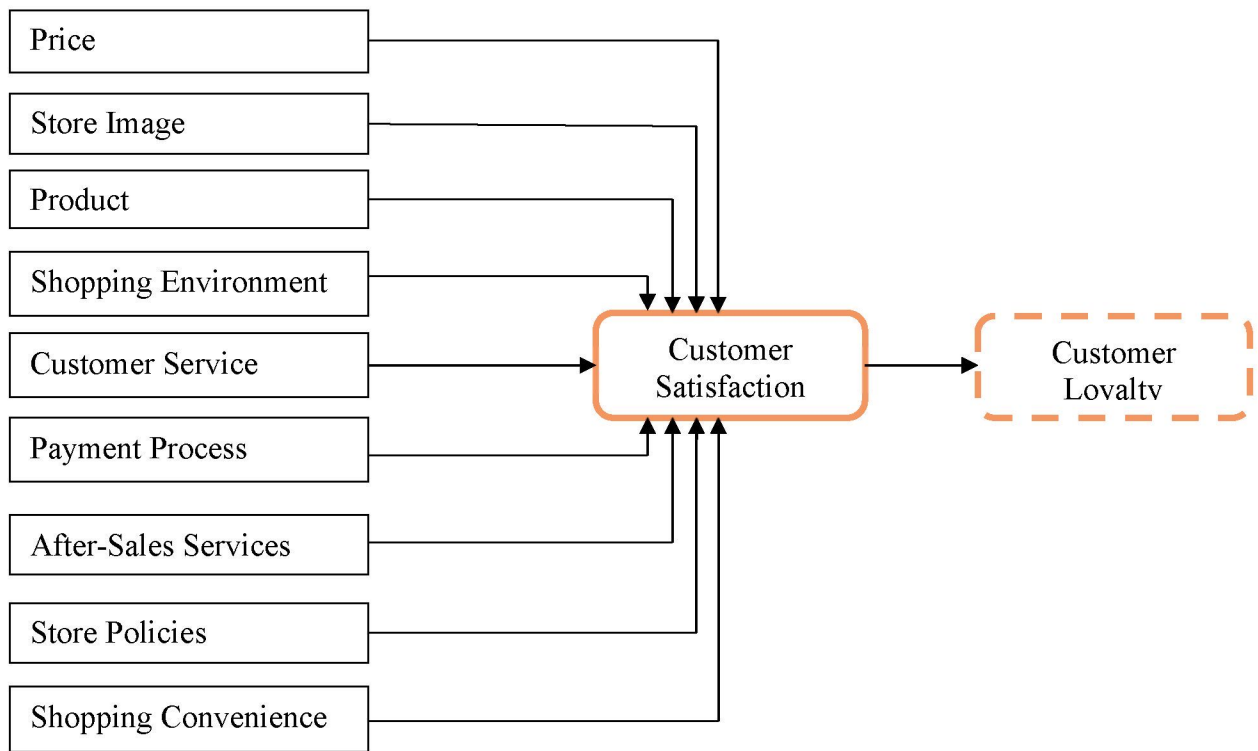 Price
Store Image
Product
Shopping Environment
Customer Service
Payment Process
After-Sales Services
Store Policies
Shopping Convenience
Customer
Satisfaction
Customer
Loyalty